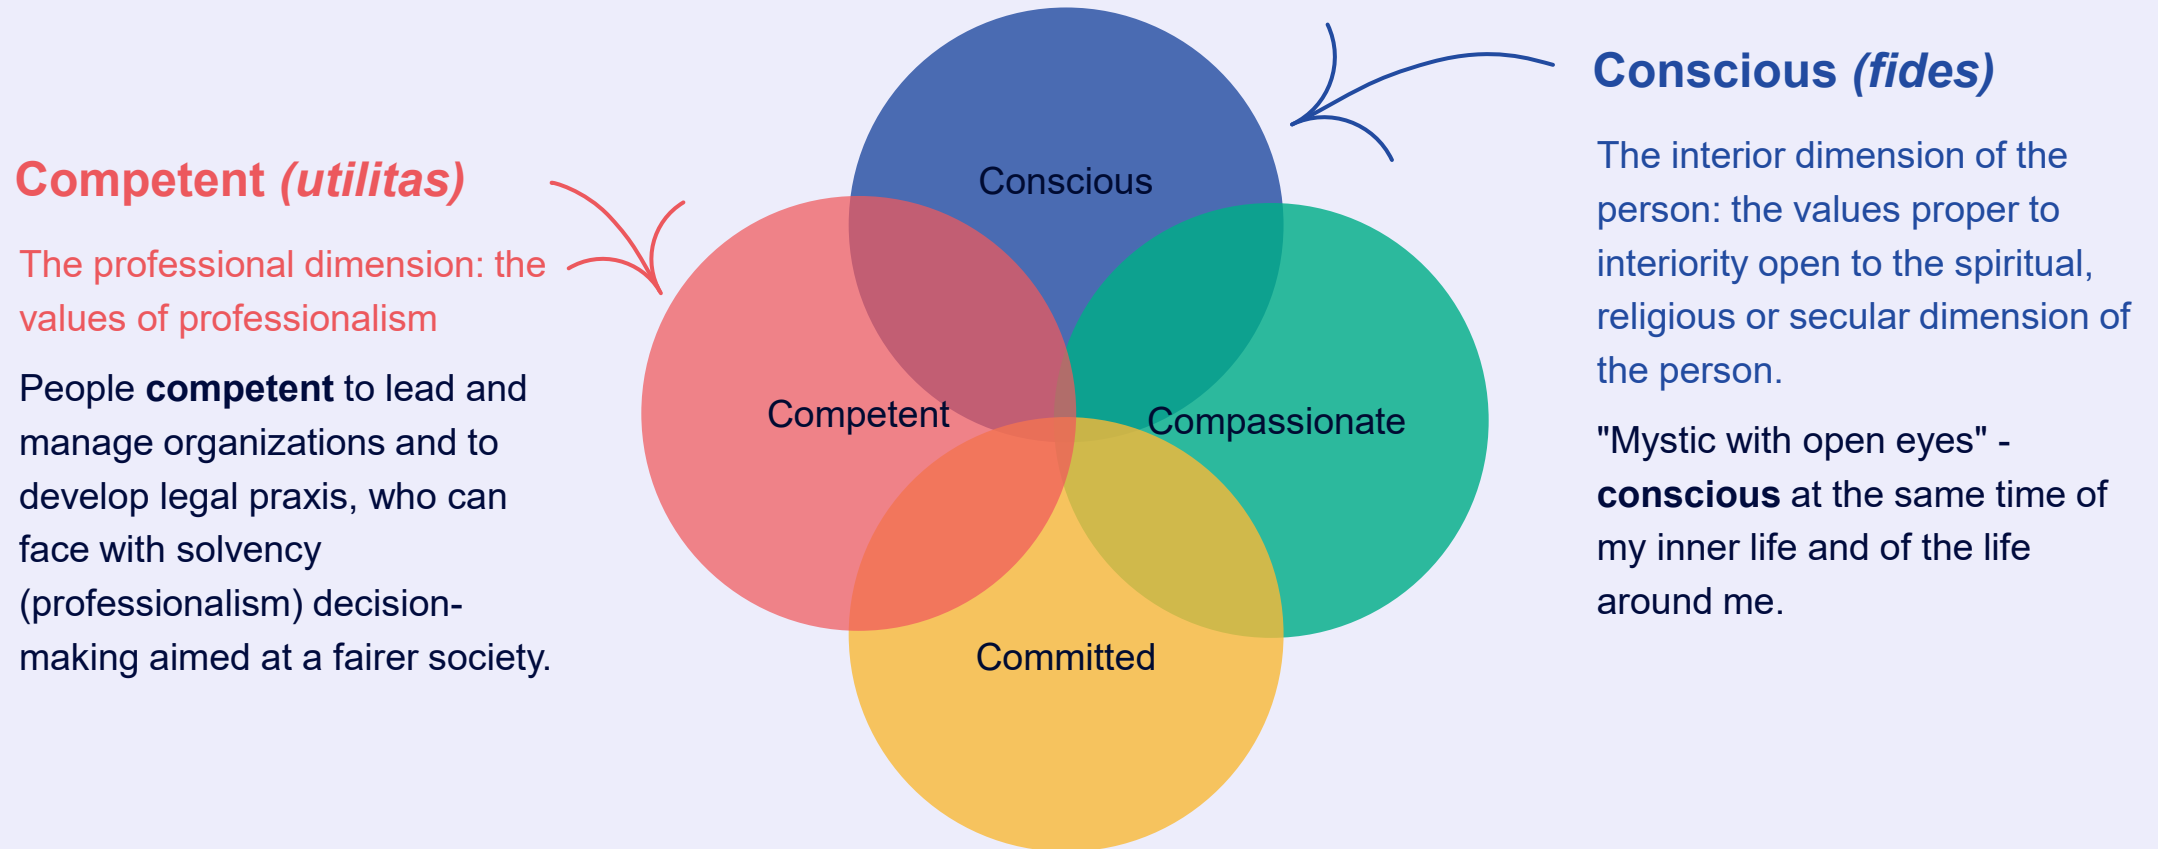 Competent (utilitas)
The professional dimension: the
values of professionalism
People competent to lead and
manage organizations and to
develop legal praxis, who can
face with solvency
(professionalism) decision-
making aimed at a fairer society.
Conscious
Competent
Compassionate
Committed
Conscious (fides)
The interior dimension of the
person: the values proper to
interiority open to the spiritual,
religious or secular dimension of
the person.
"Mystic with open eyes" -
conscious at the same time of
my inner life and of the life
around me.